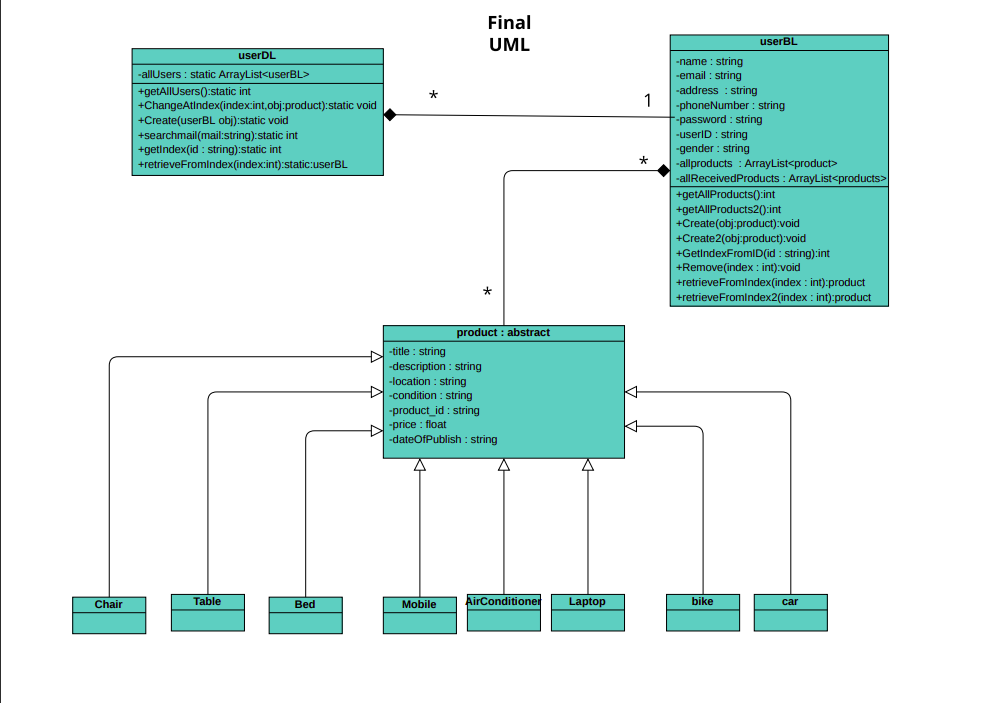 Final
UML
userDL
-allUsers : static ArrayList<userBL>
+getAllUsers():static int
+ChangeAtIndex(index:int,obj:product):static void
+Create(userBL obj):static void
+searchmail(mail:string):static int
+getIndex(id : string):static int
+retrieveFromIndex(index:int):static:userBL
*
1
userBL
-name : string
-email : string
-address  : string
-phoneNumber : string
-password : string
-userID : string
-gender : string
-allproducts  : ArrayList<product>
-allReceivedProducts : ArrayList<products>
+getAllProducts():int
+getAllProducts2():int
+Create(obj:product):void
+Create2(obj:product):void
+GetIndexFromID(id : string):int
+Remove(index : int):void
+retrieveFromIndex(index : int):product
+retrieveFromIndex2(index : int):product
*
*
product : abstract
-title : string
-description : string
-location : string
-condition : string
-product_id : string
-price : float
-dateOfPublish : string
Chair
Table
Bed
Mobile
AirConditioner
Laptop
bike
car